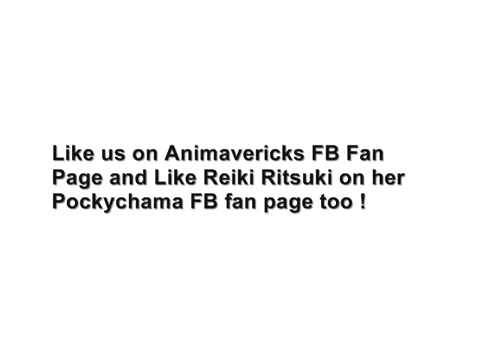 Like us on Animavericks FB Fan
Page and Like Reiki Ritsuki on her
Pockychama FB fan page too !